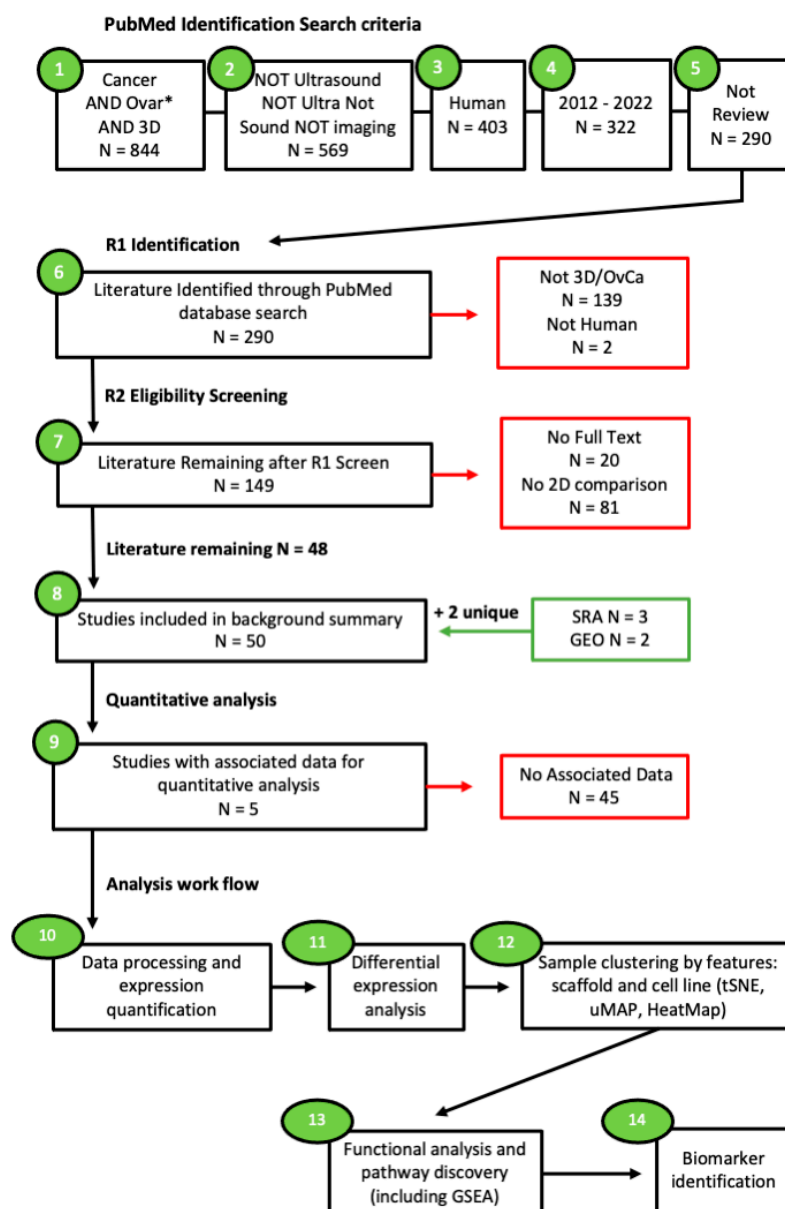 PubMed Identification Search criteria
1
Cancer
AND Ovar*
AND 3D
N = 844
2
NOT Ultrasound
NOT Ultra Not
Sound NOT imaging
N = 569
3
Human
N = 403
4
2012 - 2022
N = 322
5
Not
Review
N = 290
R1 Identification
6
Literature Identified through PubMed
database search
N = 290
Not 3D/OvCa
N = 139
Not Human
N = 2
R2 Eligibility Screening
7
Literature Remaining after R1 Screen
N = 149
No Full Text
N = 20
No 2D comparison
N = 81
Literature remaining N = 48
8
Studies included in background summary
N = 50
+ 2 unique
SRA N = 3
GEO N = 2
Quantitative analysis
9
Studies with associated data for
quantitative analysis
N = 5
No Associated Data
N = 45
Analysis work flow
10
Data processing and
expression
quantification
11
Differential
expression
analysis
12
Sample clustering by features:
scaffold and cell line (tSNE,
uMAP, HeatMap)
13
Functional analysis and
pathway discovery
(including GSEA)
14
Biomarker
identification